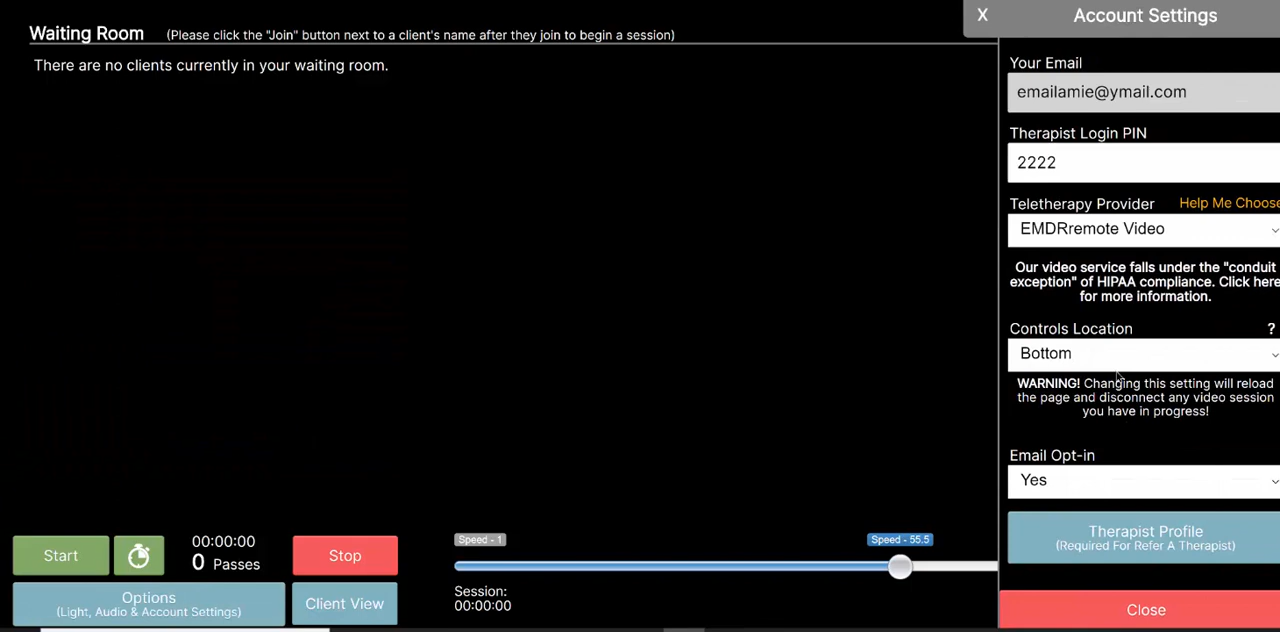 Waiting Room (Please click the "Join" button next to a client's name after they join to begin a session)
There are no clients currently in your waiting room.
X Account Settings
Your Email
emailamie@ymail.com
Therapist Login PIN
2222
Teletherapy Provider Help Me Choose
EMDRremote Video
Our video service falls under the "conduit
exception" of HIPAA compliance. Click here
for more information.
Controls Location ?
Bottom
WARNING! Changing this setting will reload
the page and disconnect any video session
you have in progress!
Email Opt-in
Yes
Therapist Profile
(Required For Refer A Therapist)
Close
Start
00:00:00
0 Passes
Stop
Options
(Light, Audio & Account Settings)
Client View
Speed - 1
Speed - 55.5
Session:
00:00:00